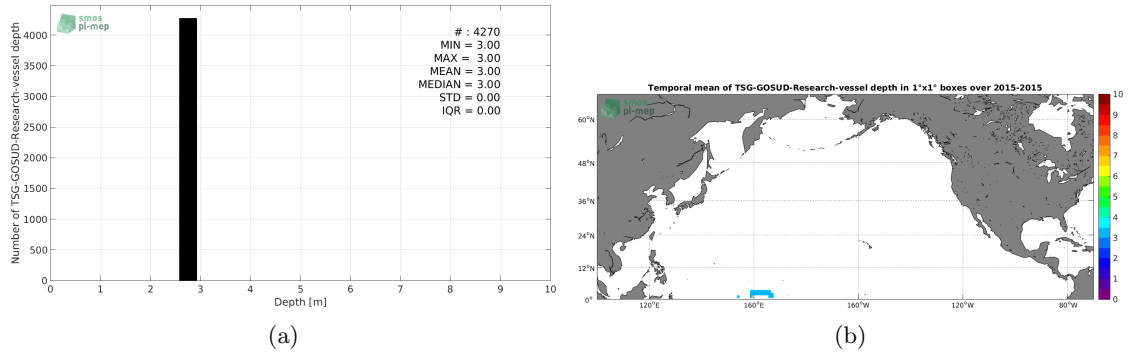 smos
pi-mep
# : 4270
MIN = 3.00
MAX = 3.00
MEAN = 3.00
MEDIAN = 3.00
STD = 0.00
IQR = 0.00
Number of TSG-GOSUD-Research-vessel depth
4000
3500
3000
2500
2000
1500
1000
500
0
0 1 2 3 4 5 6 7 8 9 10
Depth [m]
(a)
Temporal mean of TSG-GOSUD-Research-vessel depth in 1°x1° boxes over 2015-2015
smos
pi-mep
60°N
48°N
36°N
24°N
12°N
0°
120°E 160°E 160°W 120°W 80°W
10
9
8
7
6
5
4
3
2
1
0
(b)